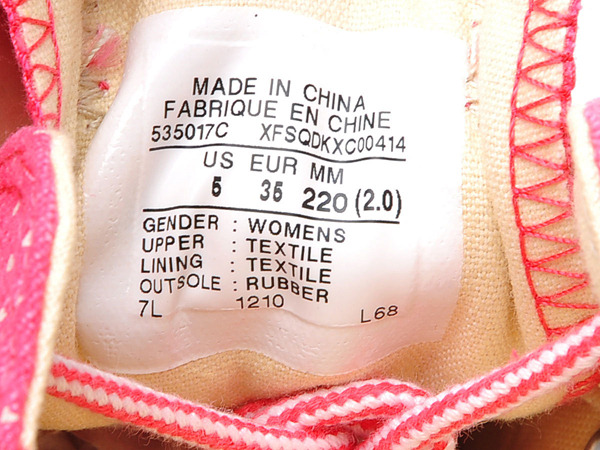 MADE IN CHINA
FABRIQUE EN CHINE
535017C XFSQDKXC00414
US EUR MM
5 35 220 (2.0)
GENDER : WOMENS
UPPER : TEXTILE
LINING : TEXTILE
OUTSOLE : RUBBER
7L 1210 L68